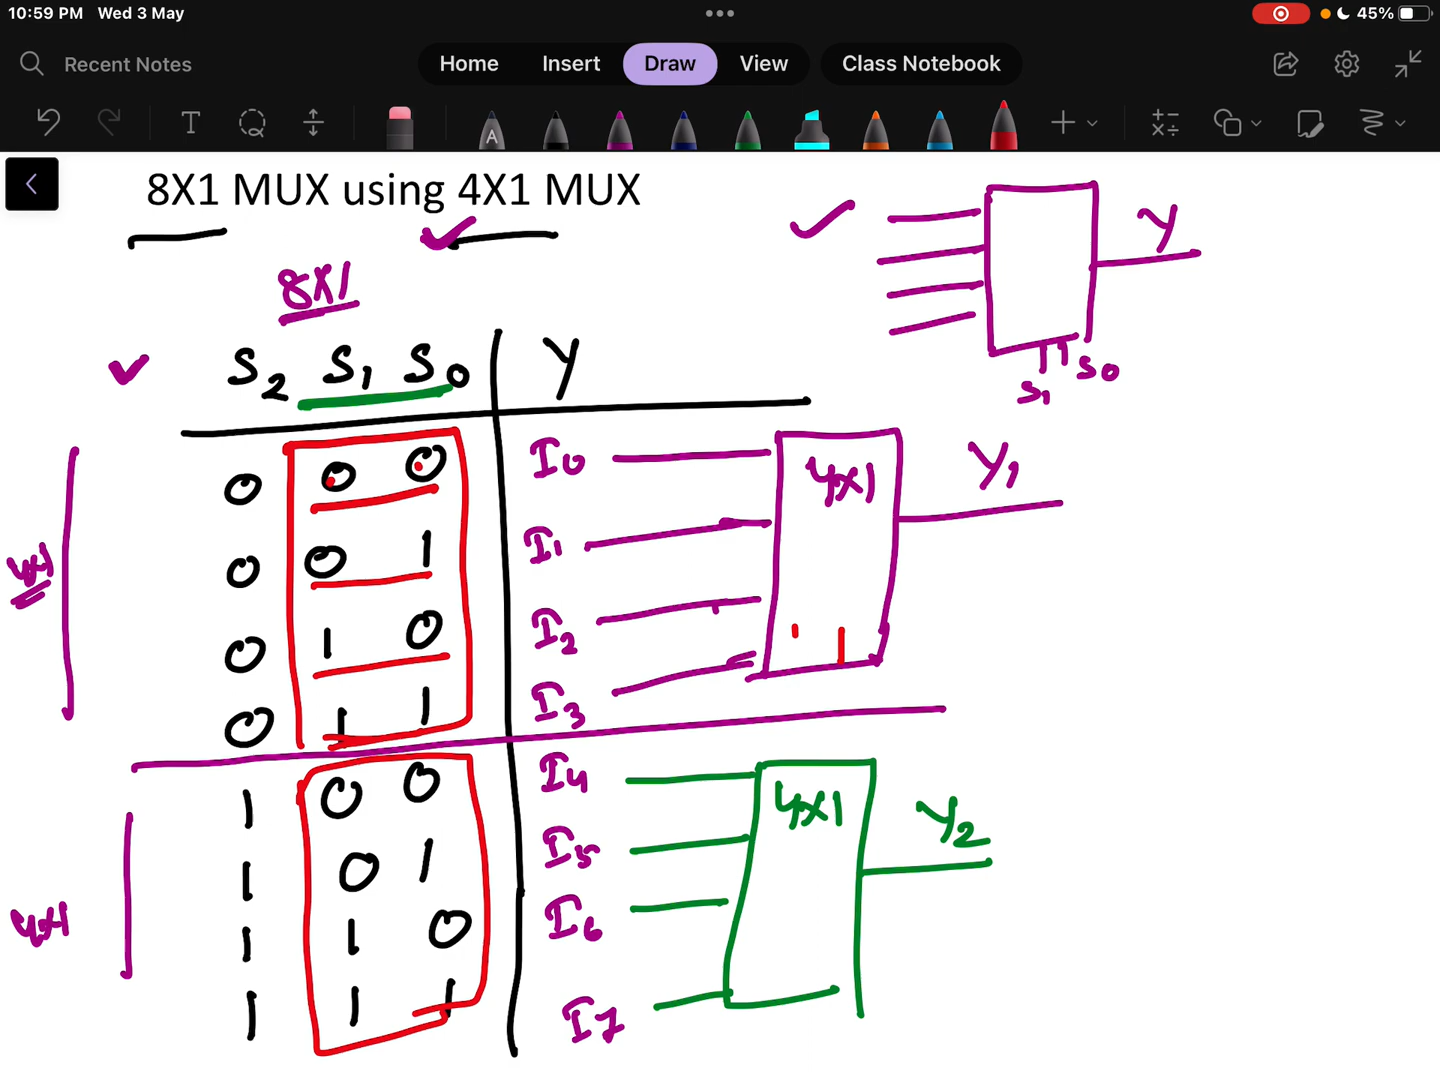 10:59 PM Wed 3 May
45%
Recent Notes
Home Insert Draw View Class Notebook
T
A
8X1 MUX using 4X1 MUX
8X1
Y
S1 S0
S2 S1 S0 Y
0 0 0 I0
4X1
Y1
0 0 1 I1
4x1
0 1 0 I2
0 1 1 I3
1 0 0 I4
4X1
Y2
1 0 1 I5
1 1 0 I6
4x1
1 1 1 I7